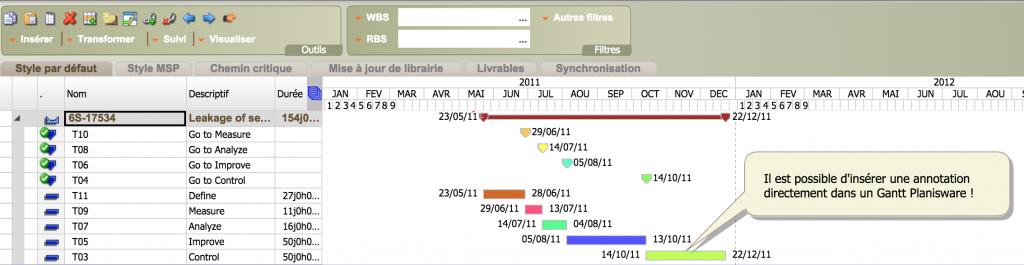 WBS ... Autres filtres
Insérer Transformer Suivi Visualiser RBS ...
Outils Filtres
Style par défaut Style MSP Chemin critique Mise à jour de librairie Livrables Synchronisation
2011 2012
. Nom Descriptif Durée JAN FEV MAR AVR MAI JUN JUL AOU SEP OCT NOV DEC JAN FEV MAR AVR MAI JUN
1 2 3 4 5 6 7 8 9 1 2 3 4 5 6 7 8 9
6S-17534 Leakage of se... 154j0... 23/05/11 22/12/11
T10 Go to Measure 29/06/11
T08 Go to Analyze 14/07/11
T06 Go to Improve 05/08/11
T04 Go to Control 14/10/11
Il est possible d'insérer une annotation
directement dans un Gantt Planisware !
T11 Define 27j0h0... 23/05/11 28/06/11
T09 Measure 11j0h0... 29/06/11 13/07/11
T07 Analyze 16j0h0... 14/07/11 04/08/11
T05 Improve 50j0h0... 05/08/11 13/10/11
T03 Control 50j0h0... 14/10/11 22/12/11